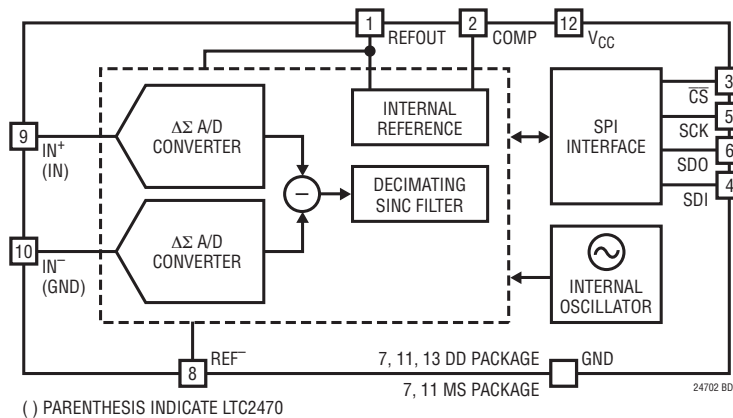 1
REFOUT
2
COMP
12
VCC
9
IN+
(IN)
ΔΣ A/D
CONVERTER
INTERNAL
REFERENCE
DECIMATING
SINC FILTER
−
10
IN−
(GND)
ΔΣ A/D
CONVERTER
SPI
INTERFACE
3
C̅S̅
5
SCK
6
SDO
4
SDI
INTERNAL
OSCILLATOR
8
REF−
7, 11, 13 DD PACKAGE
7, 11 MS PACKAGE
GND
24702 BD
( ) PARENTHESIS INDICATE LTC2470